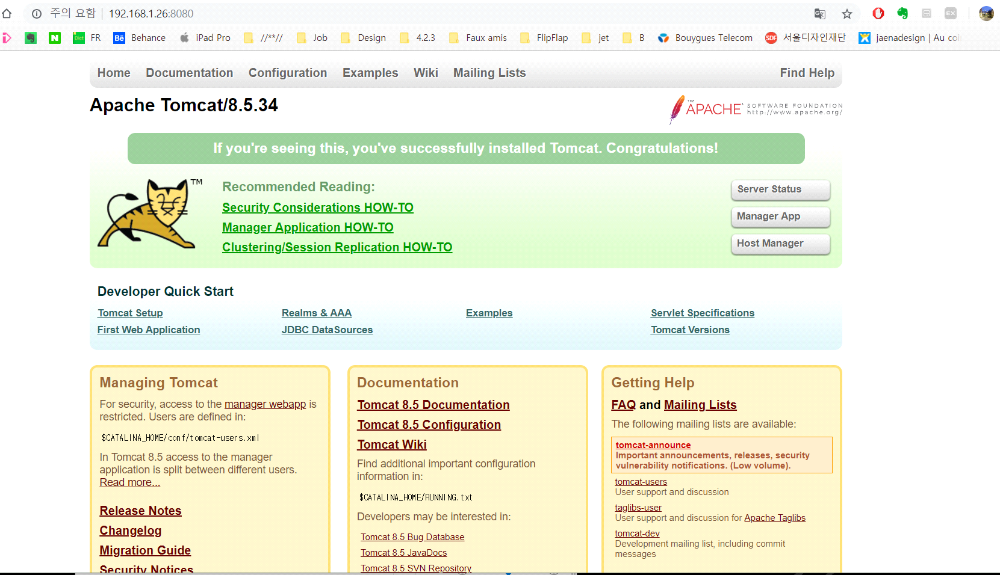 주의 요함 192.168.1.26:8080
EX
N Dict FR Bē Behance iPad Pro //**// Job Design 4.2.3 Faux amis FlipFlap jet B Bouygues Telecom SDF 서울디자인재단 jaenadesign | Au coi
Home Documentation Configuration Examples Wiki Mailing Lists Find Help
Apache Tomcat/8.5.34
THE APACHE SOFTWARE FOUNDATION
http://www.apache.org/
If you're seeing this, you've successfully installed Tomcat. Congratulations!
TM
Recommended Reading:
Security Considerations HOW-TO
Manager Application HOW-TO
Clustering/Session Replication HOW-TO
Server Status
Manager App
Host Manager
Developer Quick Start
Tomcat Setup
First Web Application
Realms & AAA
JDBC DataSources
Examples
Servlet Specifications
Tomcat Versions
Managing Tomcat
For security, access to the manager webapp is
restricted. Users are defined in:
$CATALINA_HOME/conf/tomcat-users.xml
In Tomcat 8.5 access to the manager
application is split between different users.
Read more...
Release Notes
Changelog
Migration Guide
Security Notices
Documentation
Tomcat 8.5 Documentation
Tomcat 8.5 Configuration
Tomcat Wiki
Find additional important configuration
information in:
$CATALINA_HOME/RUNNING.txt
Developers may be interested in:
Tomcat 8.5 Bug Database
Tomcat 8.5 JavaDocs
Tomcat 8.5 SVN Repository
Getting Help
FAQ and Mailing Lists
The following mailing lists are available:
tomcat-announce
Important announcements, releases, security
vulnerability notifications. (Low volume).
tomcat-users
User support and discussion
taglibs-user
User support and discussion for Apache Taglibs
tomcat-dev
Development mailing list, including commit
messages